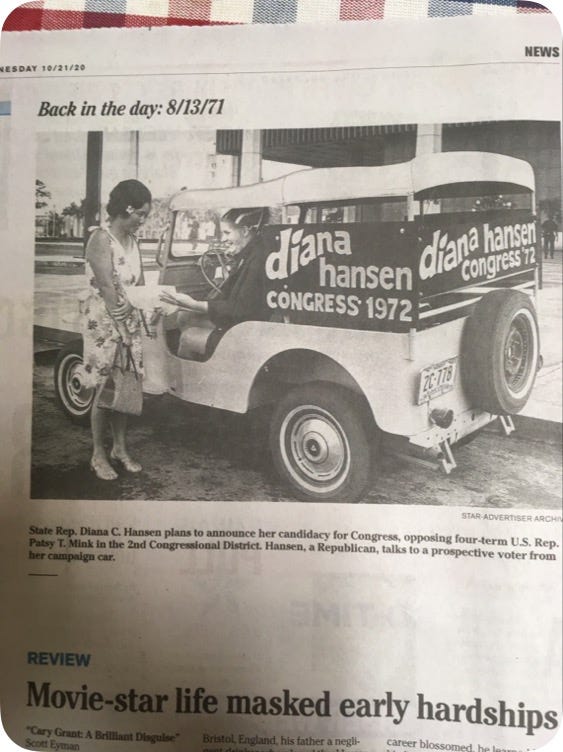 NEWS
NESDAY 10/21/20
Back in the day: 8/13/71
diana
hansen
CONGRESS 1972
diana hansen
congress '72
2C-778
STAR-ADVERTISER ARCHIV
State Rep. Diana C. Hansen plans to announce her candidacy for Congress, opposing four-term U.S. Rep.
Patsy T. Mink in the 2nd Congressional District. Hansen, a Republican, talks to a prospective voter from
her campaign car.
REVIEW
Movie-star life masked early hardships
"Cary Grant: A Brilliant Disguise"
Scott Eyman
Bristol, England, his father a negli-
career blossomed, he